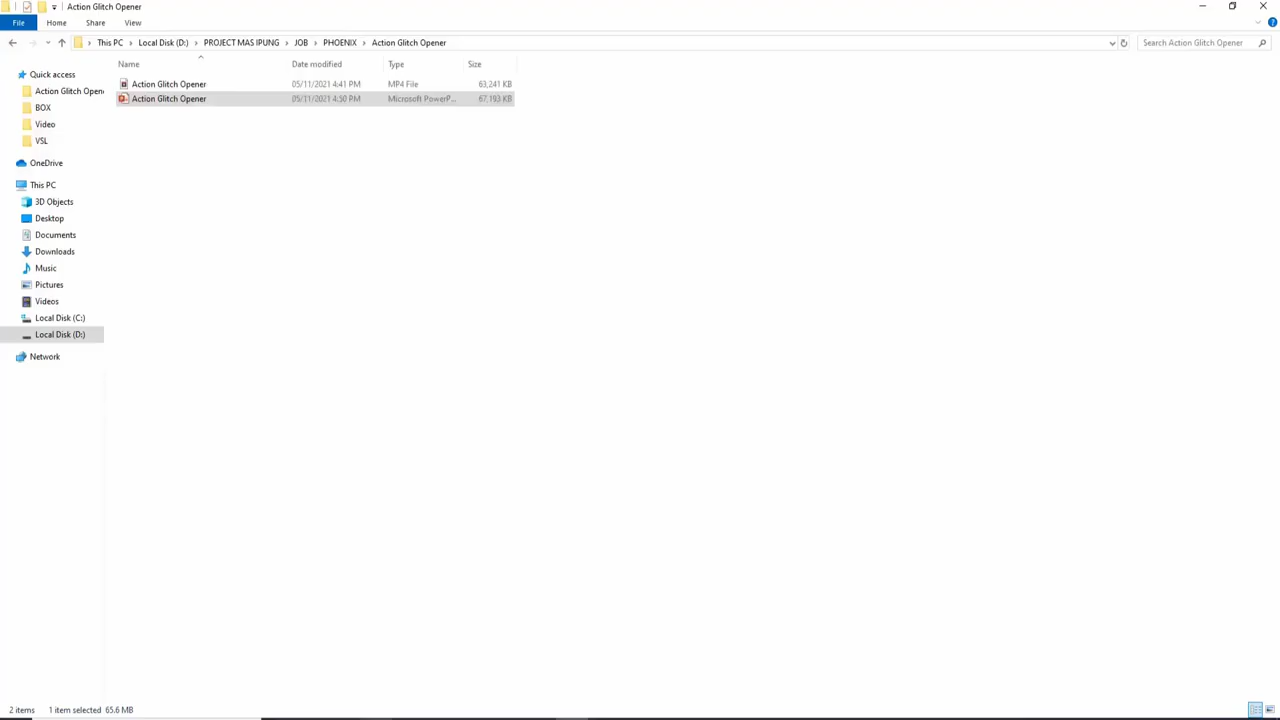 Action Glitch Opener
File Home Share View
This PC Local Disk (D:) PROJECT MAS IPUNG JOB PHOENIX Action Glitch Opener Search Action Glitch Opener
Name Date modified Type Size
Quick access
Action Glitch Opener 05/11/2021 4:41 PM MP4 File 63,241 KB
Action Glitch Opener 05/11/2021 4:50 PM Microsoft PowerP... 67,193 KB
Action Glitch Opene
BOX
Video
VSL
OneDrive
This PC
3D Objects
Desktop
Documents
Downloads
Music
Pictures
Videos
Local Disk (C:)
Local Disk (D:)
Network
2 items 1 item selected 65.6 MB